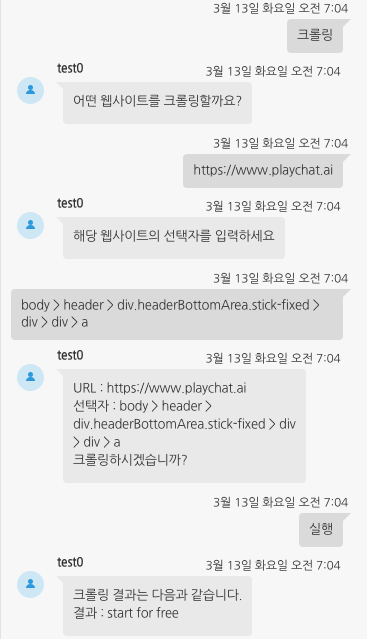 3월 13일 화요일 오전 7:04
크롤링
test0
3월 13일 화요일 오전 7:04
어떤 웹사이트를 크롤링할까요?
3월 13일 화요일 오전 7:04
https://www.playchat.ai
test0
3월 13일 화요일 오전 7:04
해당 웹사이트의 선택자를 입력하세요
3월 13일 화요일 오전 7:04
body > header > div.headerBottomArea.stick-fixed >
div > div > a
test0
3월 13일 화요일 오전 7:04
URL : https://www.playchat.ai
선택자 : body > header >
div.headerBottomArea.stick-fixed > div
> div > a
크롤링하시겠습니까?
3월 13일 화요일 오전 7:04
실행
test0
3월 13일 화요일 오전 7:04
크롤링 결과는 다음과 같습니다.
결과 : start for free